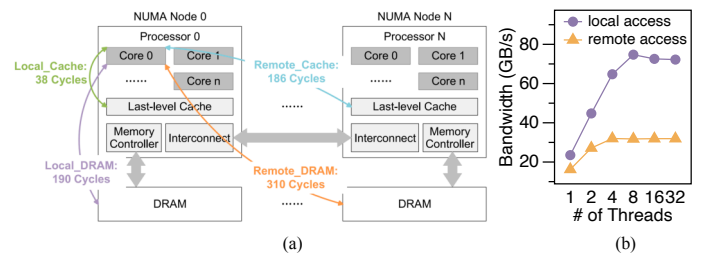 NUMA Node 0
Processor 0
Core 0
Core 1
......
Core n
Last-level Cache
Memory
Controller
Interconnect
DRAM
Local_Cache:
38 Cycles
Local_DRAM:
190 Cycles
Remote_Cache:
186 Cycles
......
Remote_DRAM:
310 Cycles
......
NUMA Node N
Processor N
Core 0
Core 1
......
Core n
Last-level Cache
Interconnect
Memory
Controller
DRAM
(a)
local access
remote access
Bandwidth (GB/s)
80
60
40
20
1 2 4 8 16 32
# of Threads
(b)